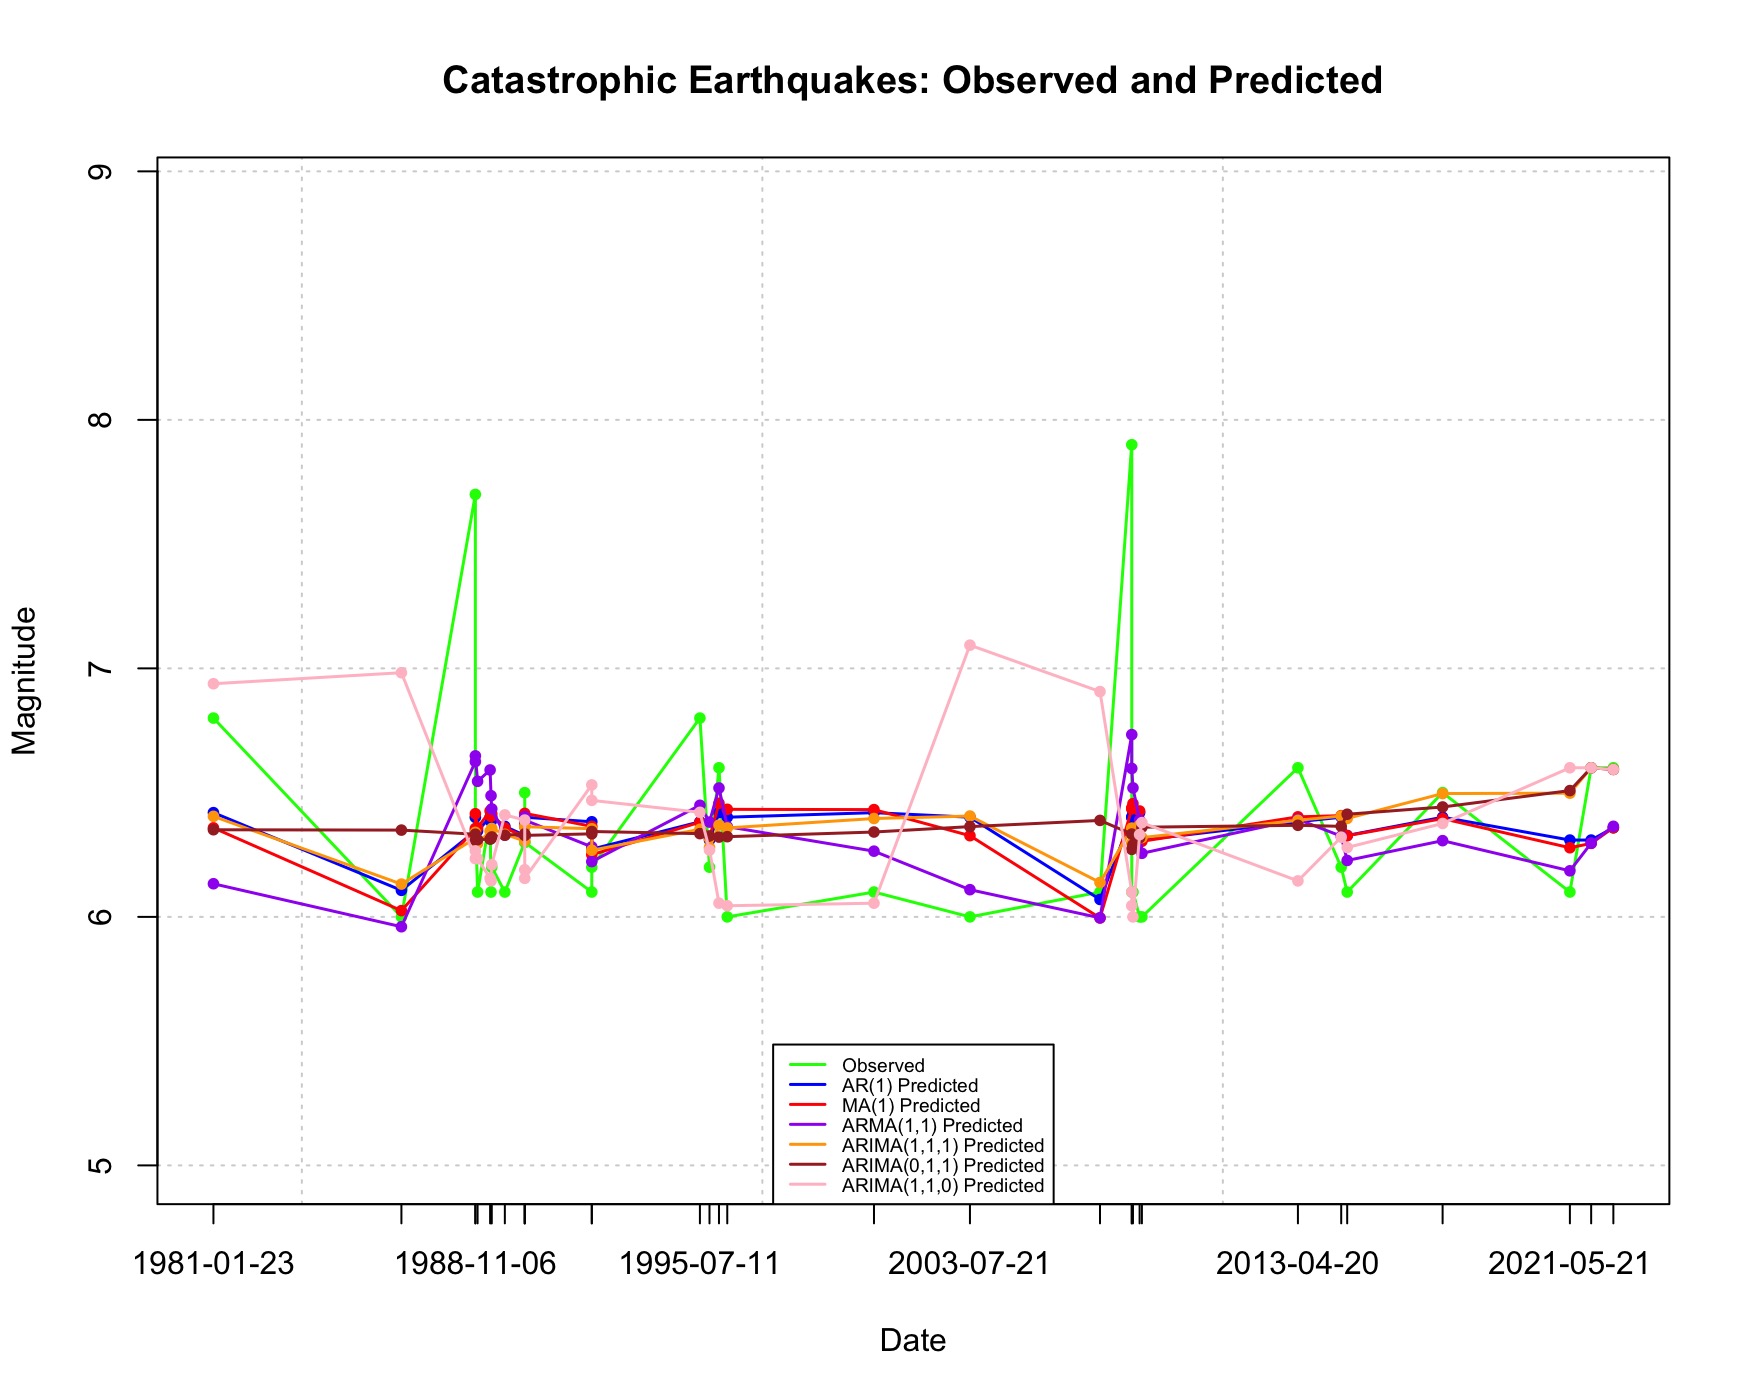 Catastrophic Earthquakes: Observed and Predicted
9
8
7
6
5
Magnitude
Observed
AR(1) Predicted
MA(1) Predicted
ARMA(1,1) Predicted
ARIMA(1,1,1) Predicted
ARIMA(0,1,1) Predicted
ARIMA(1,1,0) Predicted
1981-01-23 1988-11-06 1995-07-11 2003-07-21 2013-04-20 2021-05-21
Date